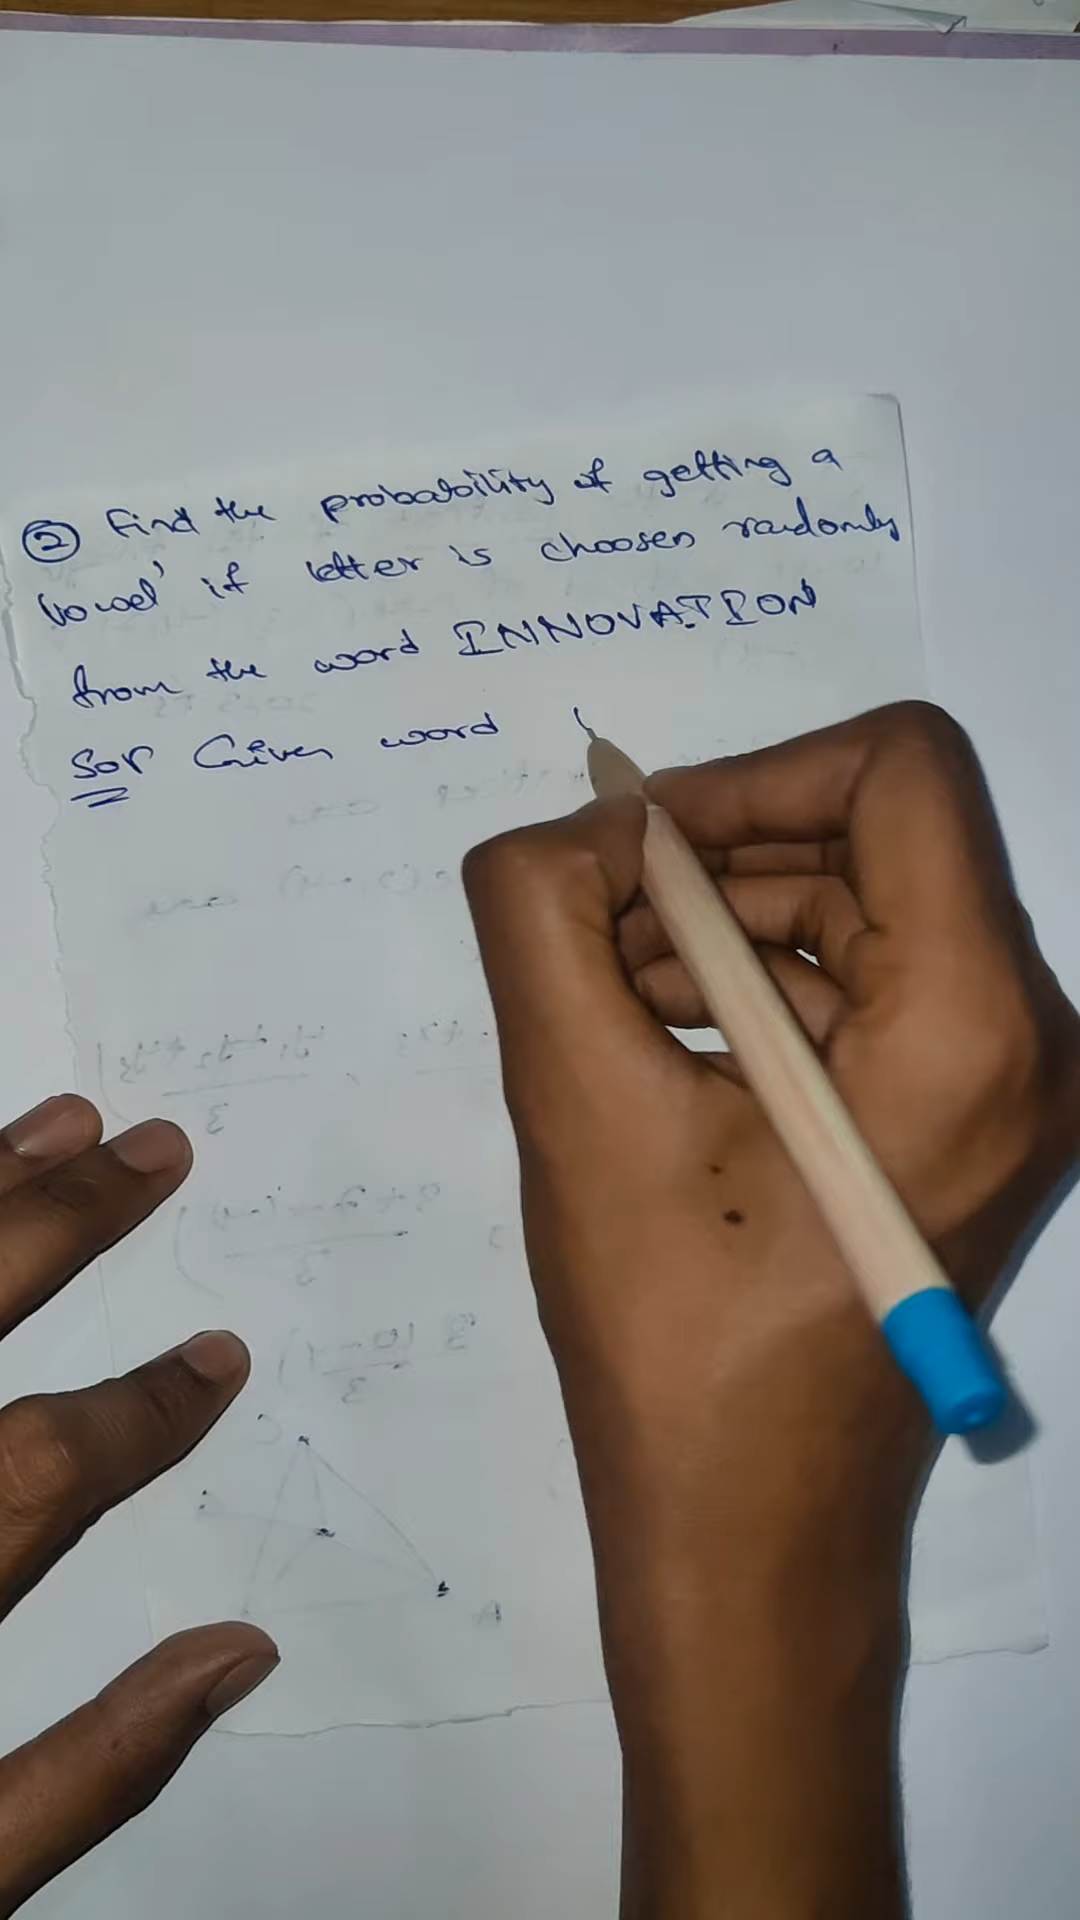 ② Find the probability of getting a
vowel' if letter is choosen randomly
from the word INNOVATION
Sol Given word